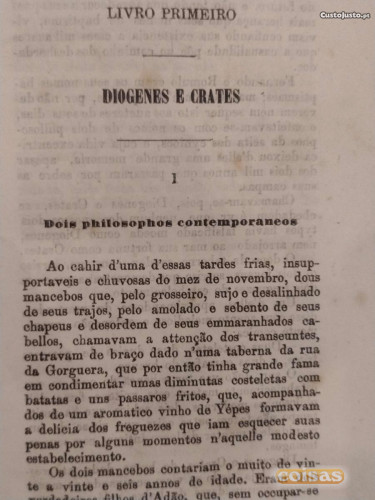 CustoJusto.pt
LIVRO PRIMEIRO
DIOGENES E CRATES
I
Dois philosophos contemporaneos
Ao cahir d'uma d'essas tardes frias, insup-
portaveis e chuvosas do mez de novembro, dous
mancebos que, pelo grosseiro, sujo e desalinhado
de seus trajos, pelo amolado e sebento de seus
chapeus e desordem de seus emmaranhados ca-
bellos, chamavam a attenção dos transeuntes,
entravam de braço dado n'uma taberna da rua
da Gorguera, que por então tinha grande fama
em condimentar umas diminutas costeletas com
batatas e uns passaros fritos, que, acompanha-
dos de um aromatico vinho de Yépes formavam
a delicia dos freguezes que iam esquecer suas
penas por alguns momentos n'aquelle modesto
estabelecimento.
Os dois mancebos contariam o muito de vin-
te a vinte e seis annos de idade.
filhos d'Adão, que, sem occupar-se
coisas